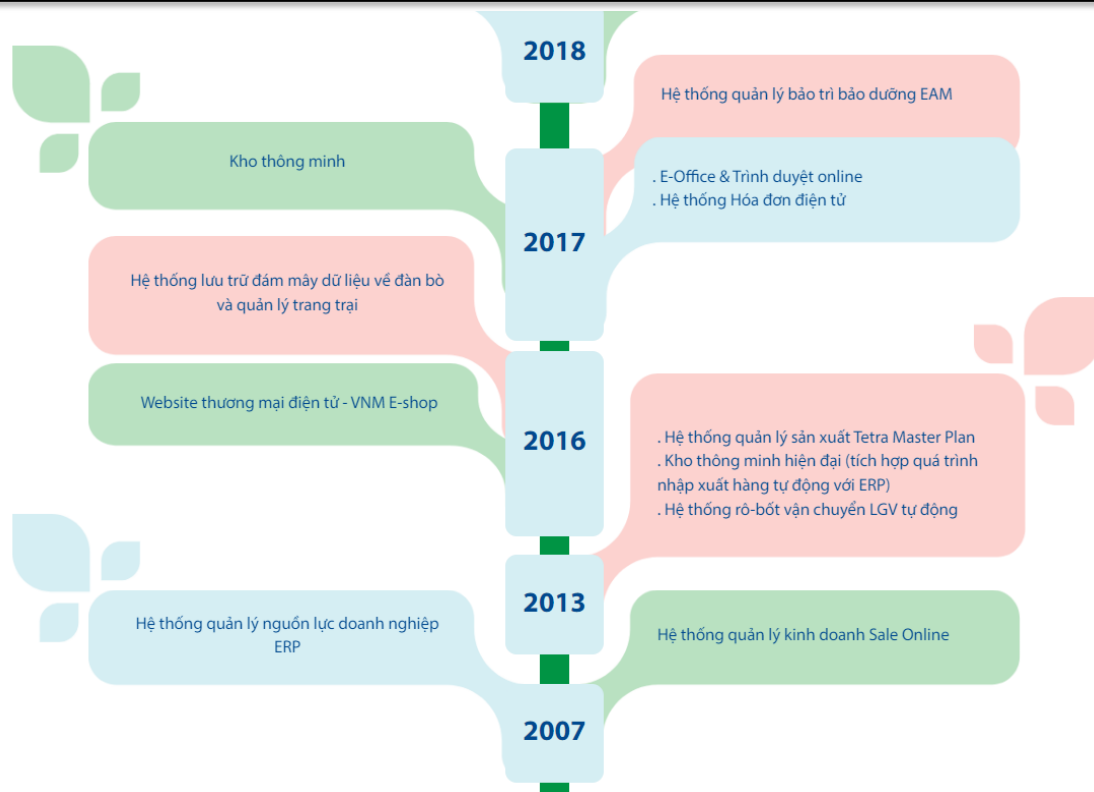 2018
Hệ thống quản lý bảo trì bảo dưỡng EAM
Kho thông minh
. E-Office & Trình duyệt online
. Hệ thống Hóa đơn điện tử
2017
Hệ thống lưu trữ đám mây dữ liệu về đàn bò
và quản lý trang trại
Website thương mại điện tử - VNM E-shop
2016
. Hệ thống quản lý sản xuất Tetra Master Plan
. Kho thông minh hiện đại (tích hợp quá trình
nhập xuất hàng tự động với ERP)
. Hệ thống rô-bốt vận chuyển LGV tự động
2013
Hệ thống quản lý nguồn lực doanh nghiệp
ERP
Hệ thống quản lý kinh doanh Sale Online
2007